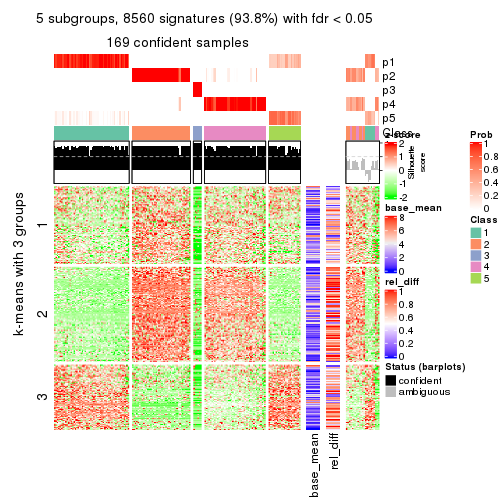 5 subgroups, 8560 signatures (93.8%) with fdr < 0.05
169 confident samples
p1
p2
p3
p4
p5
Class
z-score
2
1
0
-1
-2
Silhouette
score
Prob
1
0.8
0.6
0.4
0.2
0
base_mean
8
6
4
2
0
Class
1
2
3
4
5
rel_diff
1
0.8
0.6
0.4
0.2
0
Status (barplots)
confident
ambiguous
k-means with 3 groups
1
2
3
base_mean
rel_diff